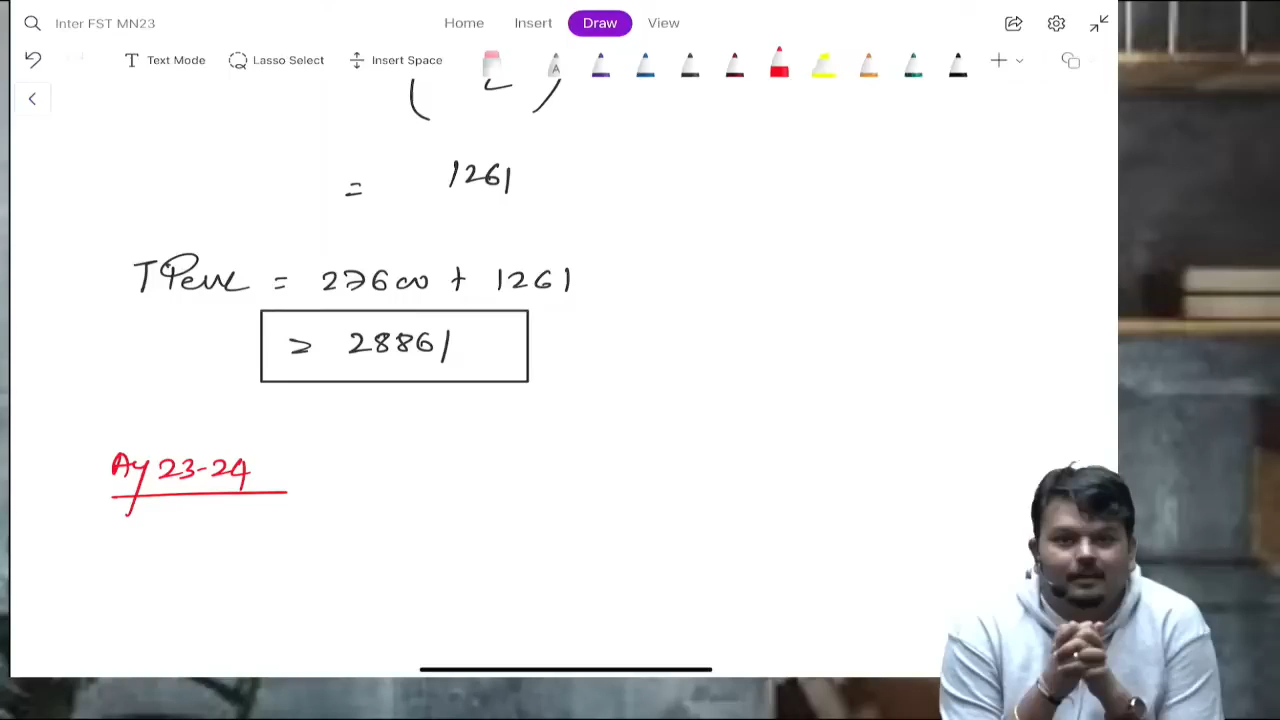 Inter FST MN23
Home Insert Draw View
T Text Mode Lasso Select Insert Space
A
= 1261
= 27600 + 1261
= 28861
Ay 23-24